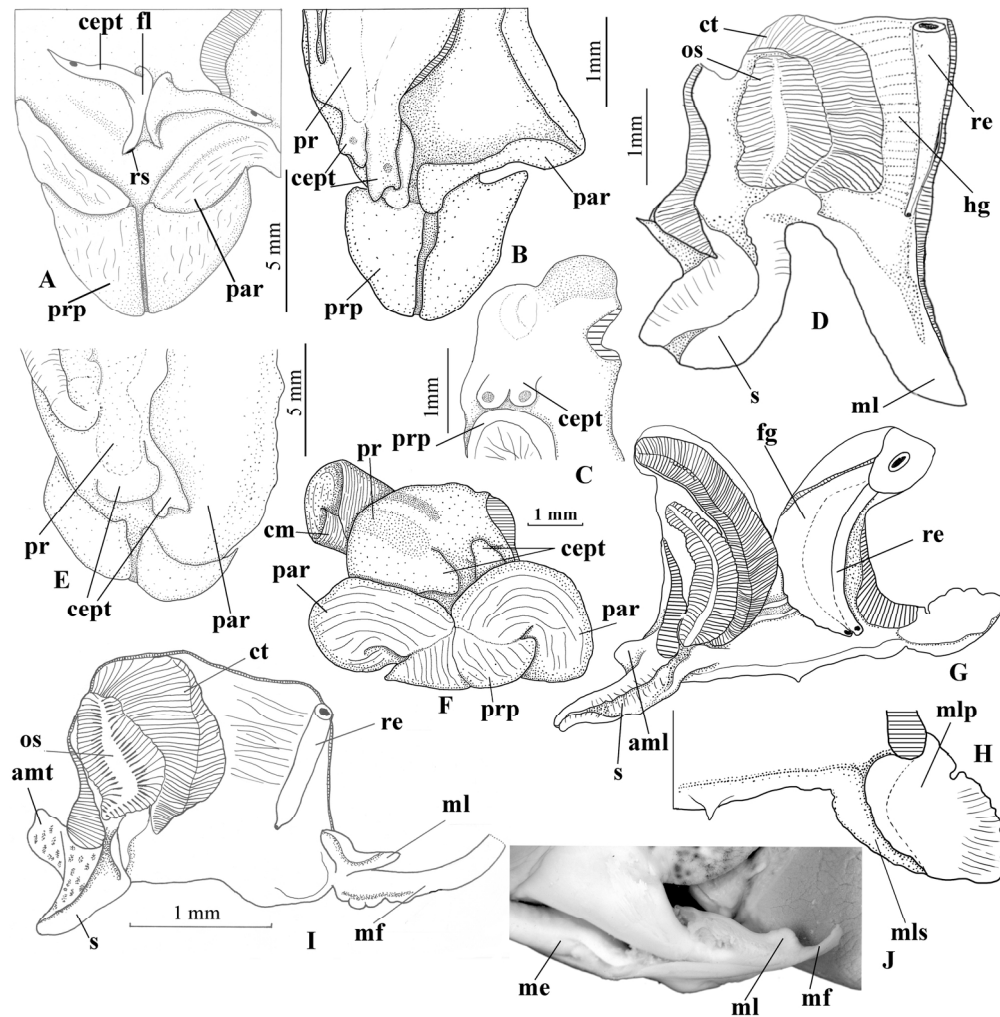 cept fl
rs
A
prp
par
5 mm
pr
cept
1mm
par
prp
B
ct
os
1mm
re
hg
D
s
ml
1mm
prp
cept
C
5 mm
pr
cept
par
E
pr
cm
1 mm
cept
par
par
F
prp
fg
re
G
aml
s
mlp
H
mls
ct
os
amt
re
ml
1 mm
s
I
mf
me
ml
mf
J